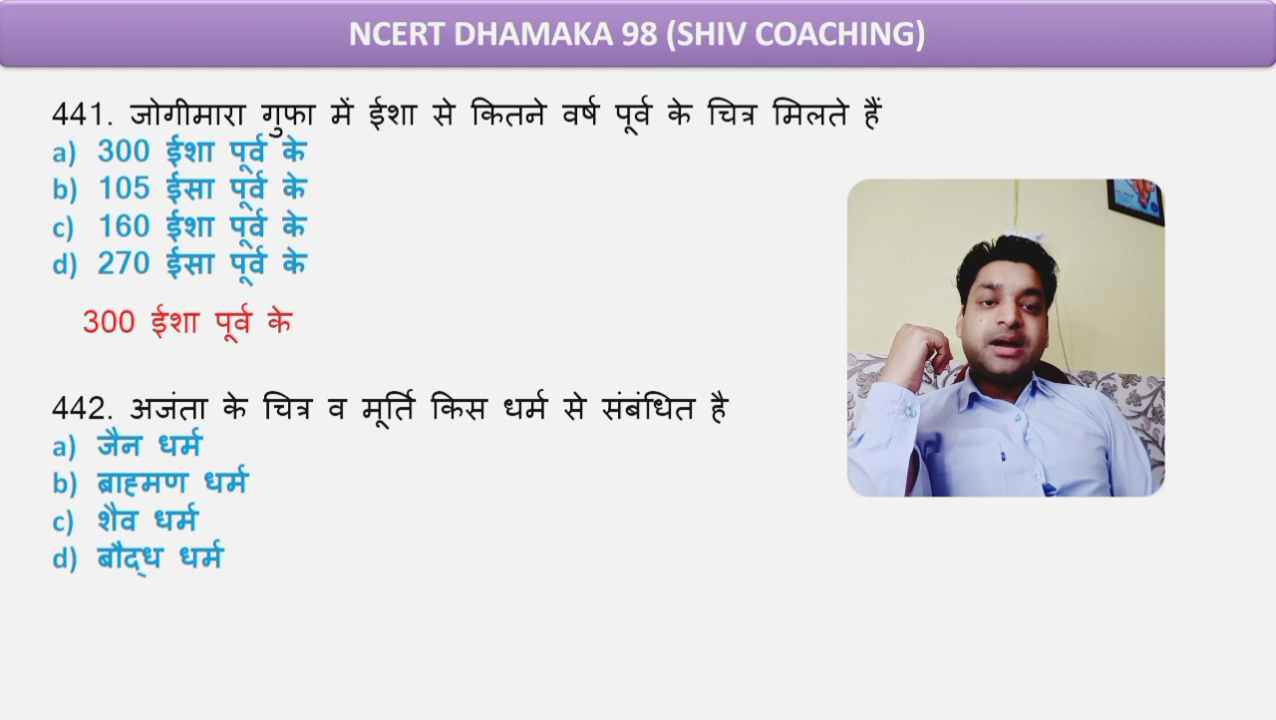 NCERT DHAMAKA 98 (SHIV COACHING)
441. जोगीमारा गुफा में ईशा से कितने वर्ष पूर्व के चित्र मिलते हैं
a) 300 ईशा पूर्व के
b) 105 ईसा पूर्व के
c) 160 ईशा पूर्व के
d) 270 ईसा पूर्व के
300 ईशा पूर्व के
442. अजंता के चित्र व मूर्ति किस धर्म से संबंधित है
a) जैन धर्म
b) ब्राह्मण धर्म
c) शैव धर्म
d) बौद्ध धर्म